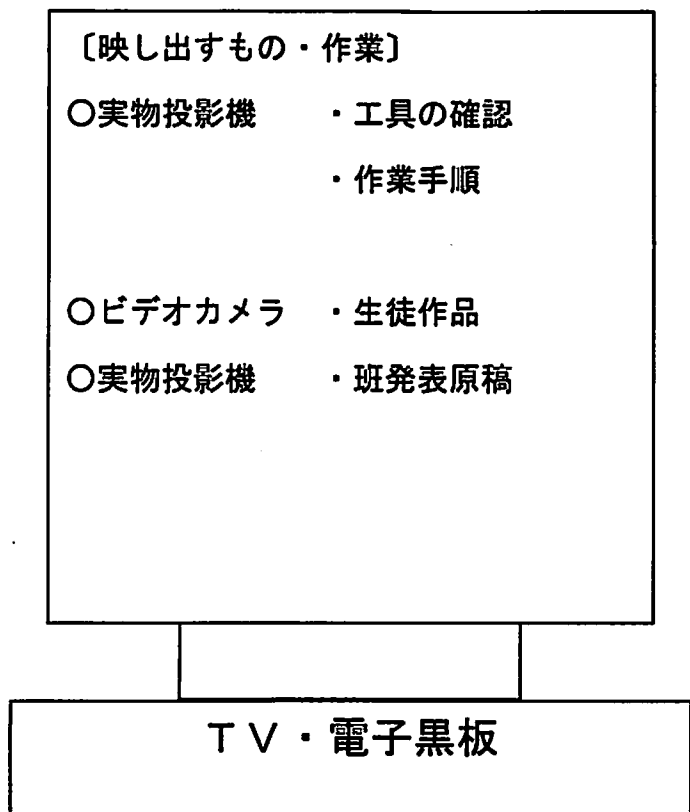 〔映し出すもの・作業〕
○実物投影機　・工具の確認
・作業手順
○ビデオカメラ　・生徒作品
○実物投影機　・班発表原稿
ＴＶ・電子黒板